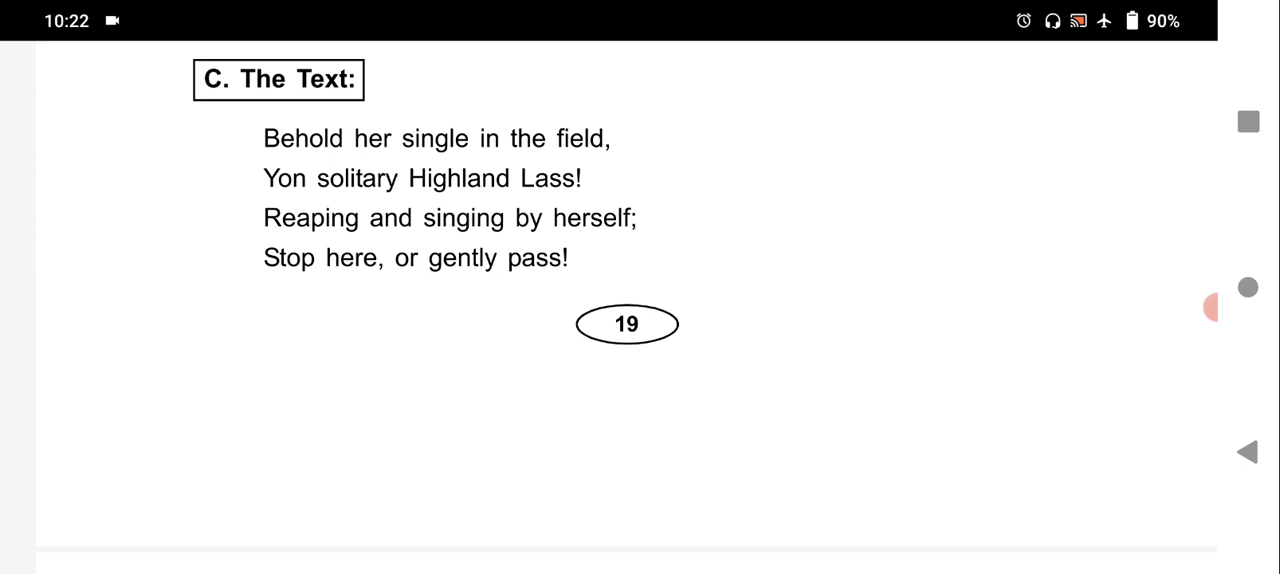 10:22 90%
C. The Text:
Behold her single in the field,
Yon solitary Highland Lass!
Reaping and singing by herself;
Stop here, or gently pass!
19